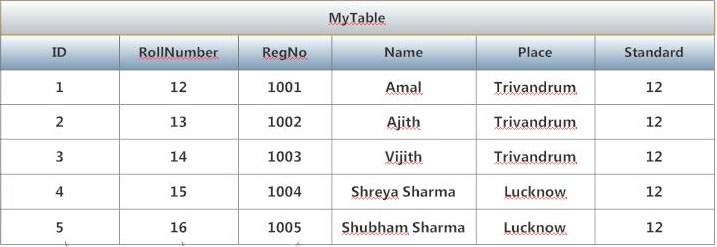 MyTable
ID RollNumber RegNo Name Place Standard
1 12 1001 Amal Trivandrum 12
2 13 1002 Ajith Trivandrum 12
3 14 1003 Vijith Trivandrum 12
4 15 1004 Shreya Sharma Lucknow 12
5 16 1005 Shubham Sharma Lucknow 12